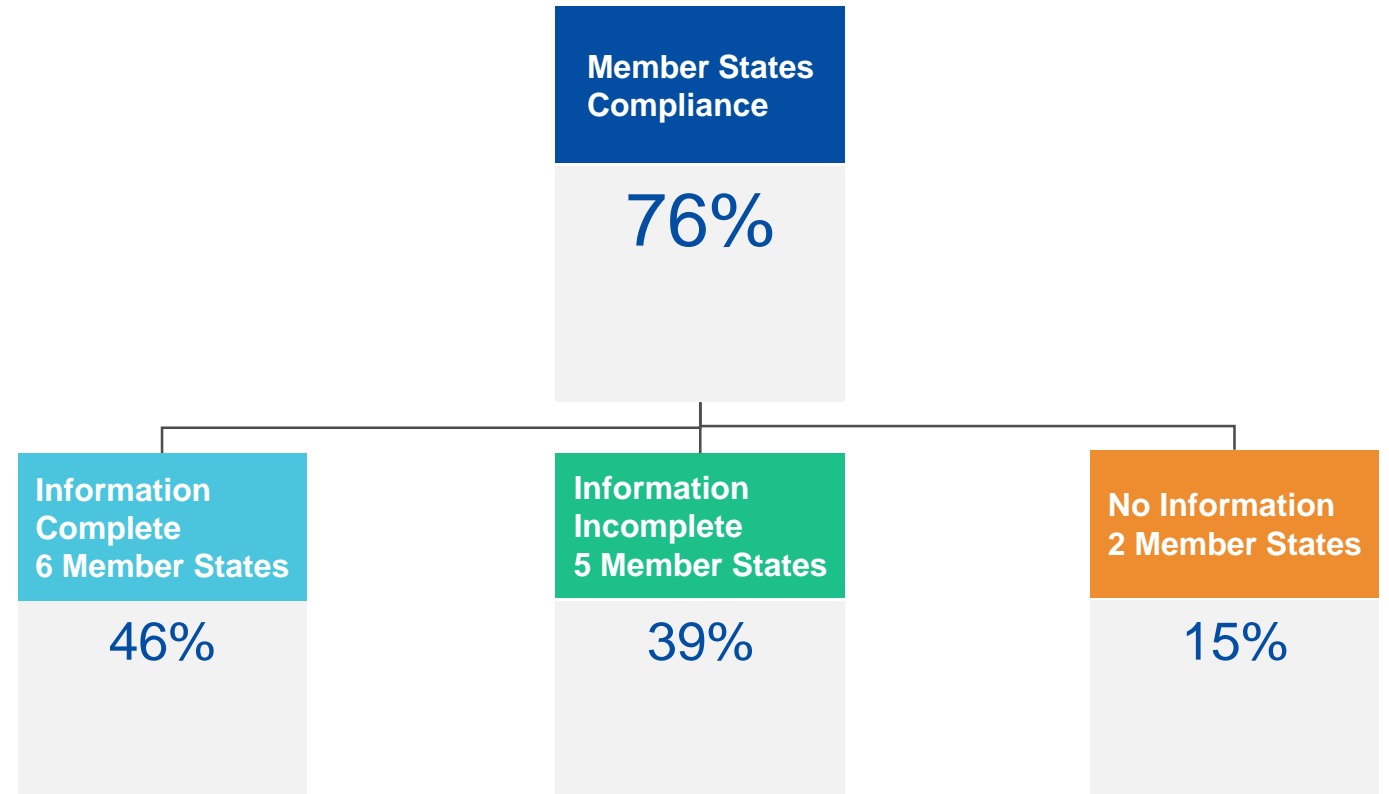 Member States
Compliance
76%
Information
Complete
6 Member States
46%
Information
Incomplete
5 Member States
39%
No Information
2 Member States
15%